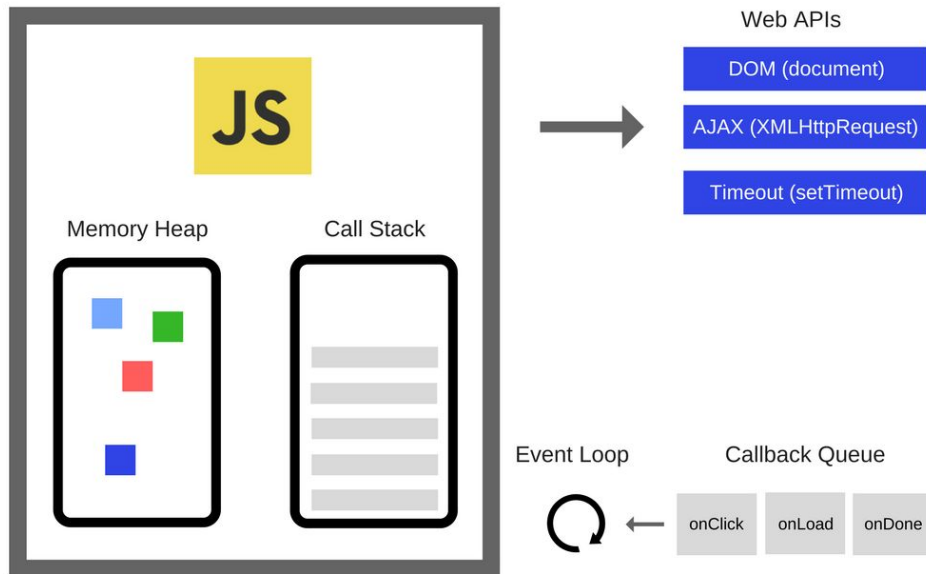 JS
Memory Heap
Call Stack
Web APIs
DOM (document)
AJAX (XMLHttpRequest)
Timeout (setTimeout)
Event Loop
Callback Queue
onClick
onLoad
onDone